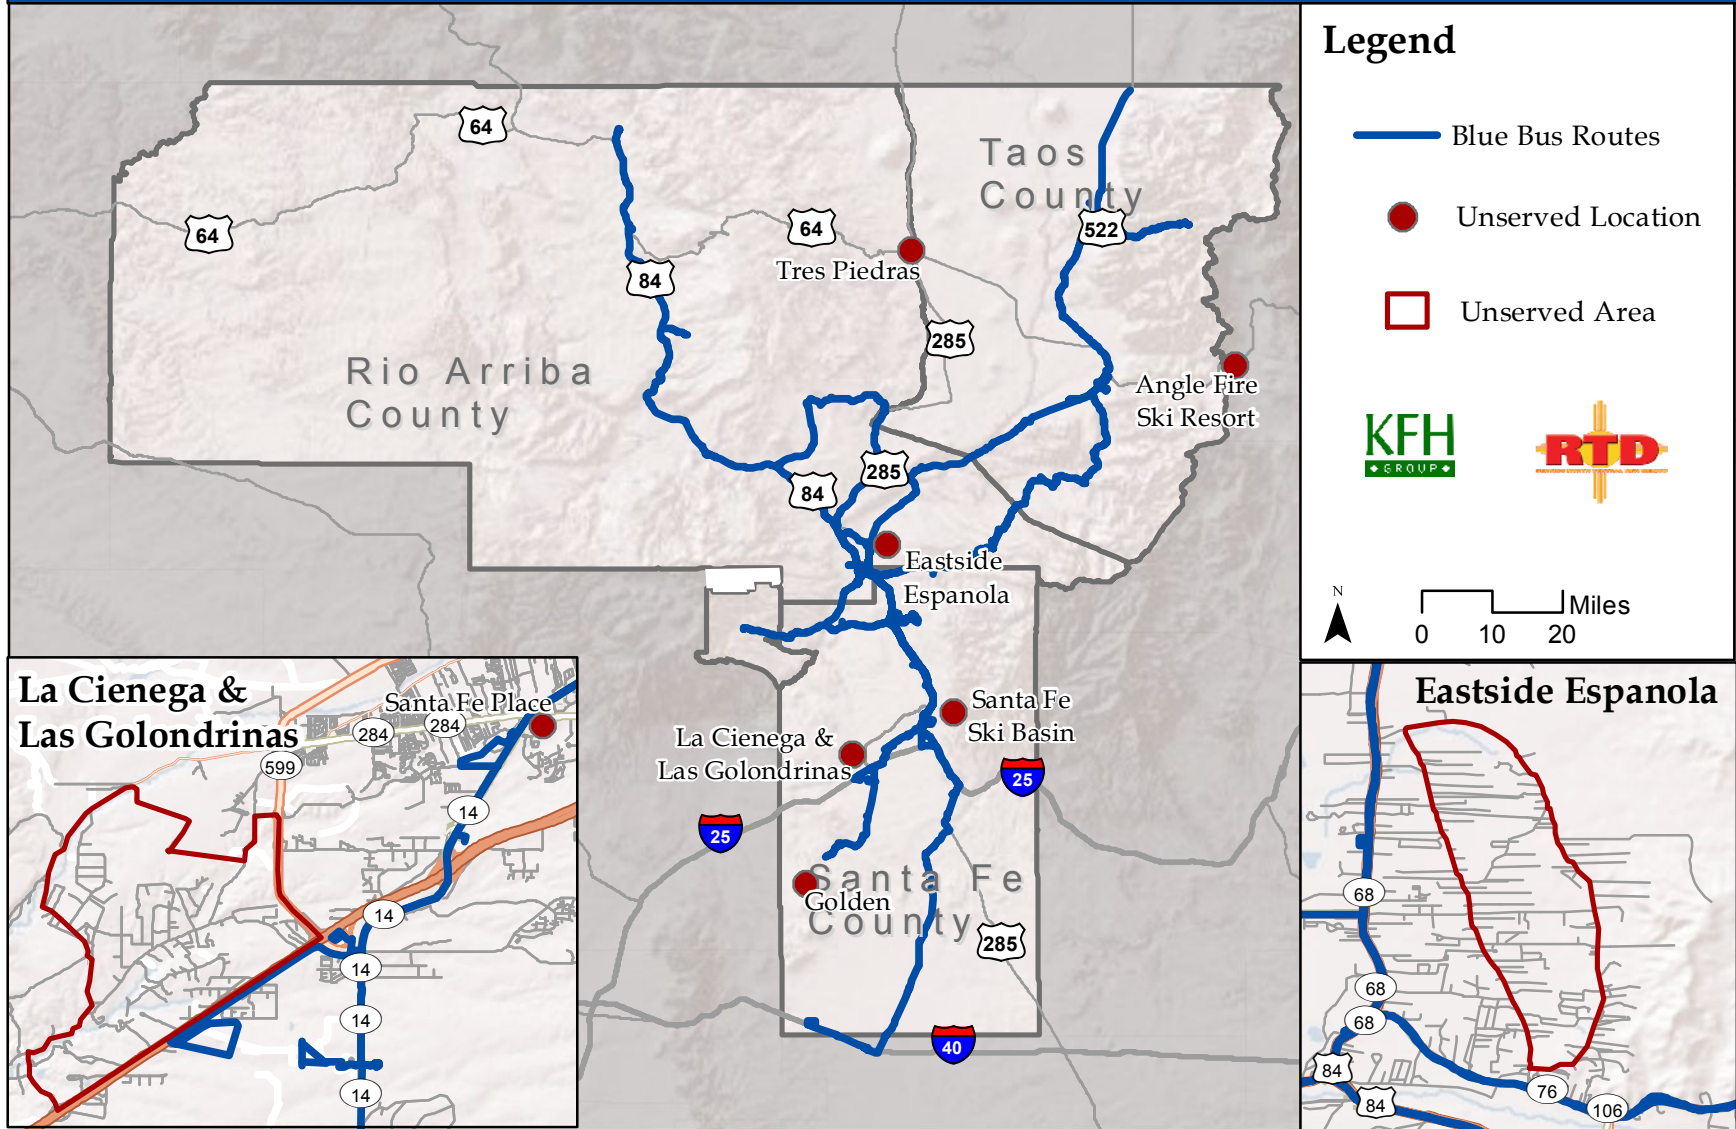 64
64
64
84
Tres Piedras
285
Taos
County
522
Rio Arriba
County
Angle Fire
Ski Resort
285
84
Eastside
Espanola
Santa Fe
Ski Basin
La Cienega &
Las Golondrinas
25
25
Santa Fe
County
Golden
285
40
Legend
Blue Bus Routes
Unserved Location
Unserved Area
KFH
GROUP
RTD
N
Miles
0 10 20
La Cienega &
Las Golondrinas
Santa Fe Place
284
284
599
14
14
14
14
14
Eastside Espanola
68
68
68
84
84
76
106